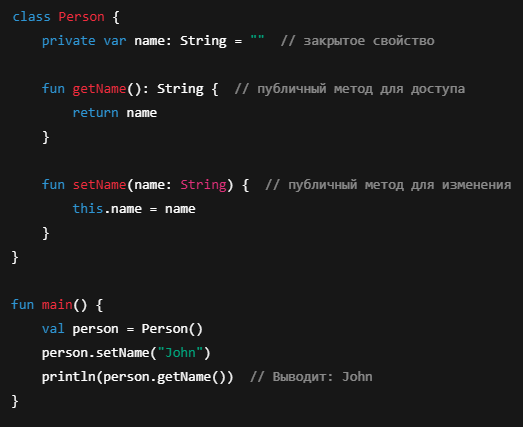 class Person {
    private var name: String = ""  // закрытое свойство

    fun getName(): String {  // публичный метод для доступа
        return name
    }

    fun setName(name: String) {  // публичный метод для изменения
        this.name = name
    }
}

fun main() {
    val person = Person()
    person.setName("John")
    println(person.getName())  // Выводит: John
}